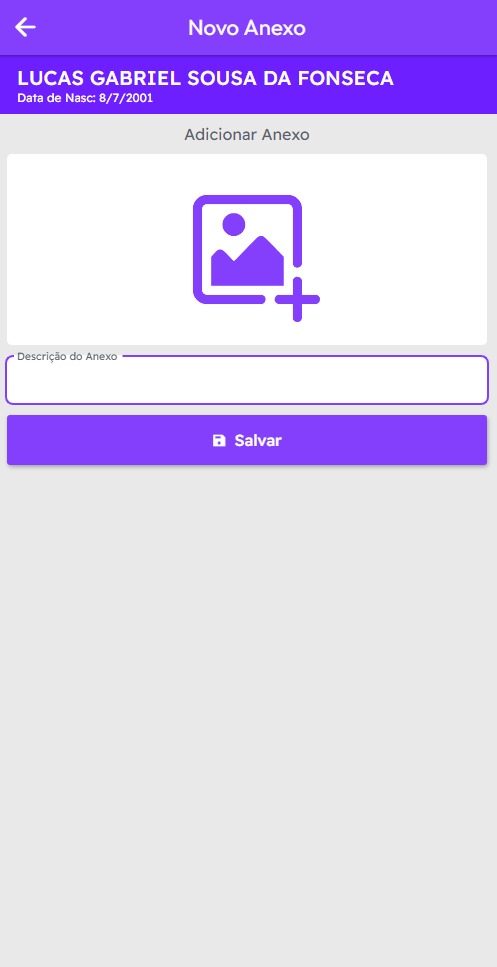 Novo Anexo
LUCAS GABRIEL SOUSA DA FONSECA
Data de Nasc: 8/7/2001
Adicionar Anexo
Descrição do Anexo
Salvar